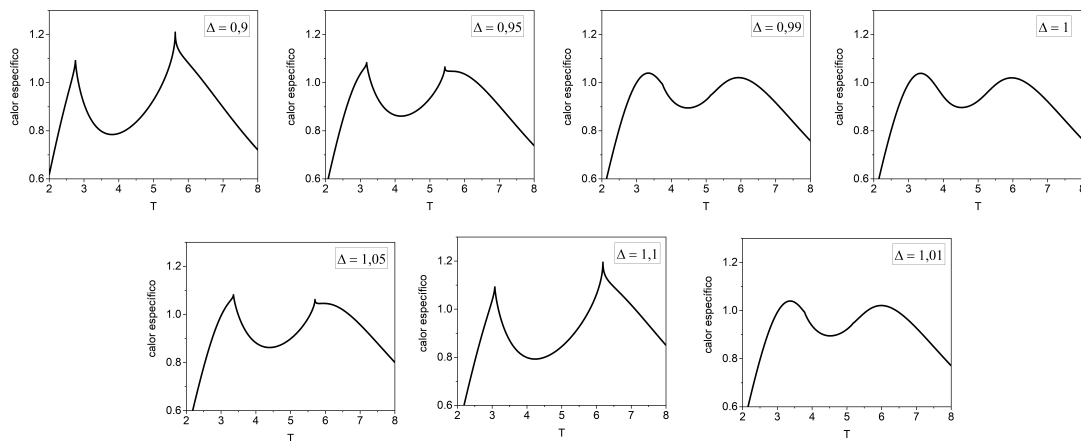 Δ = 0,9
calor específico
1.2
1.0
0.8
0.6
2 3 4 5 6 7 8
T
Δ = 0,95
calor específico
1.2
1.0
0.8
0.6
2 3 4 5 6 7 8
T
Δ = 0,99
calor específico
1.2
1.0
0.8
0.6
2 3 4 5 6 7 8
T
Δ = 1
calor específico
1.2
1.0
0.8
0.6
2 3 4 5 6 7 8
T
Δ = 1,05
calor específico
1.2
1.0
0.8
0.6
2 3 4 5 6 7 8
T
Δ = 1,1
calor específico
1.2
1.0
0.8
0.6
2 3 4 5 6 7 8
T
Δ = 1,01
calor específico
1.2
1.0
0.8
0.6
2 3 4 5 6 7 8
T